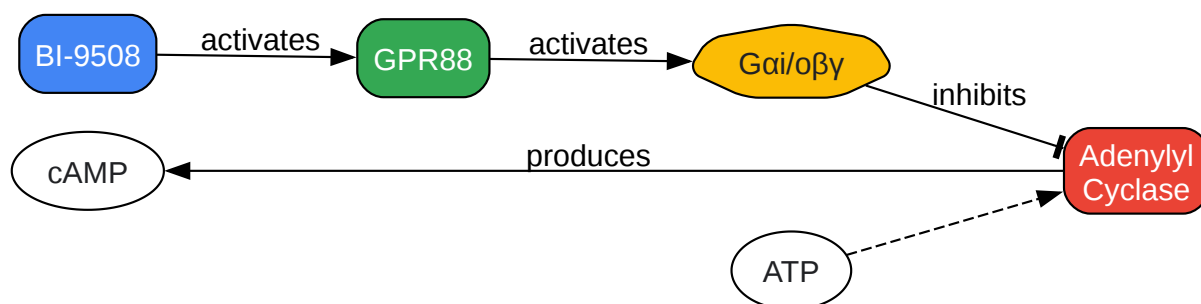 BI-9508
activates
GPR88
activates
Gαi/oβγ
inhibits
Adenylyl
Cyclase
produces
cAMP
ATP